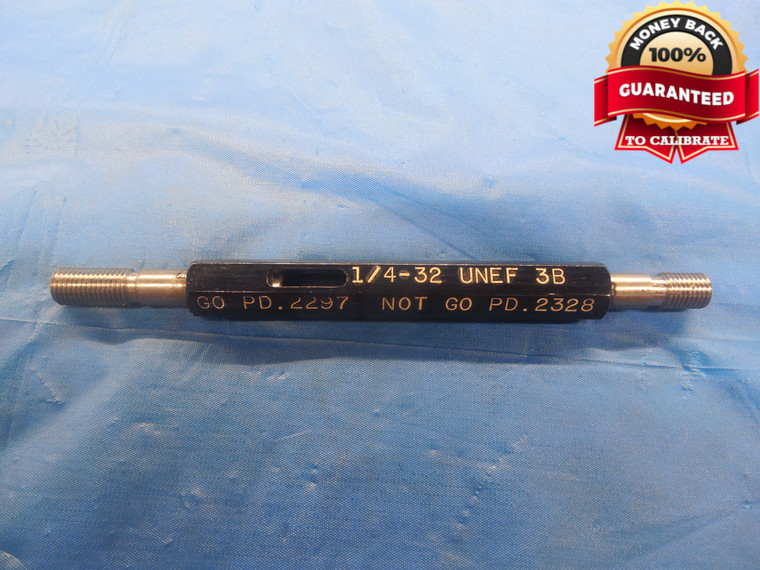 MONEY BACK
100%
GUARANTEED
TO CALIBRATE
1/4-32 UNEF 3B
GO PD.2297 NOT GO PD.2328